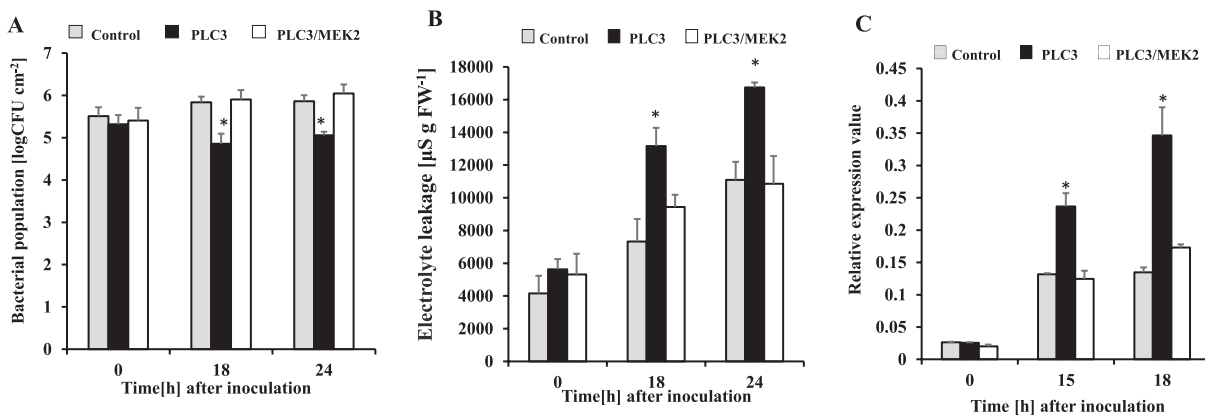 A
Control PLC3 PLC3/MEK2
Bacterial population [logCFU cm⁻²]
7
6
5
4
3
2
1
0
* *
0 18 24
Time[h] after inoculation
B
Control PLC3 PLC3/MEK2
Electrolyte leakage [µS g FW⁻¹]
18000
16000
14000
12000
10000
8000
6000
4000
2000
0
* *
0 18 24
Time[h] after inoculation
C
Control PLC3 PLC3/MEK2
Relative expression value
0.45
0.4
0.35
0.3
0.25
0.2
0.15
0.1
0.05
0
* *
0 15 18
Time [h] after inoculation